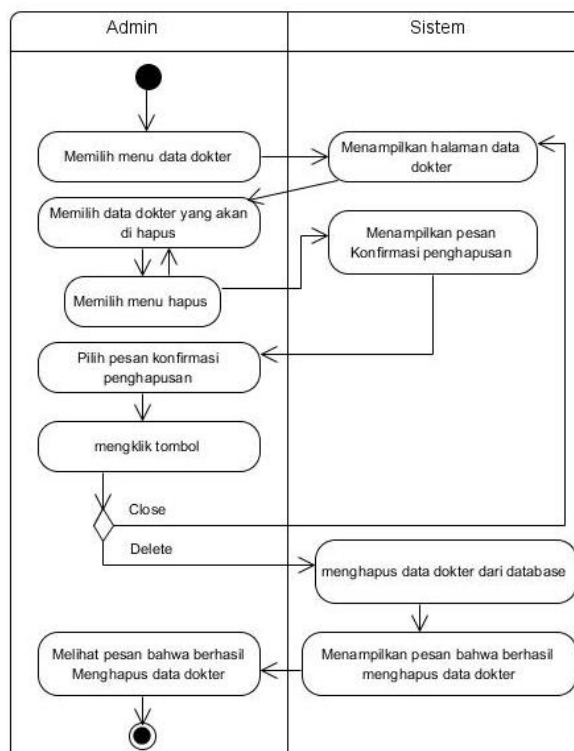 Admin
Sistem
Memilih menu data dokter
Menampilkan halaman data
dokter
Memilih data dokter yang akan
di hapus
Menampilkan pesan
Konfirmasi penghapusan
Memilih menu hapus
Pilih pesan konfirmasi
penghapusan
mengklik tombol
Close
Delete
menghapus data dokter dari database
Melihat pesan bahwa berhasil
Menghapus data dokter
Menampilkan pesan bahwa berhasil
menghapus data dokter